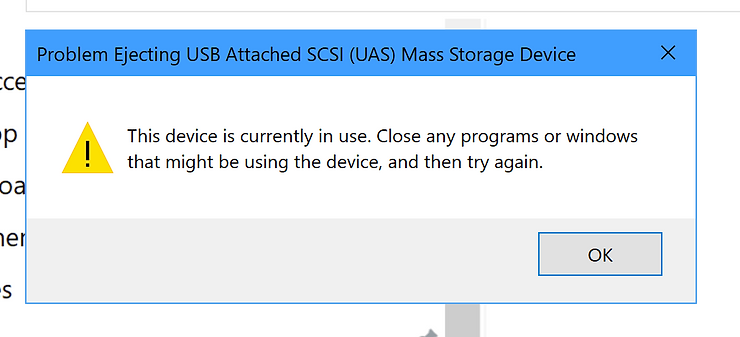 Problem Ejecting USB Attached SCSI (UAS) Mass Storage Device
This device is currently in use. Close any programs or windows
that might be using the device, and then try again.
OK